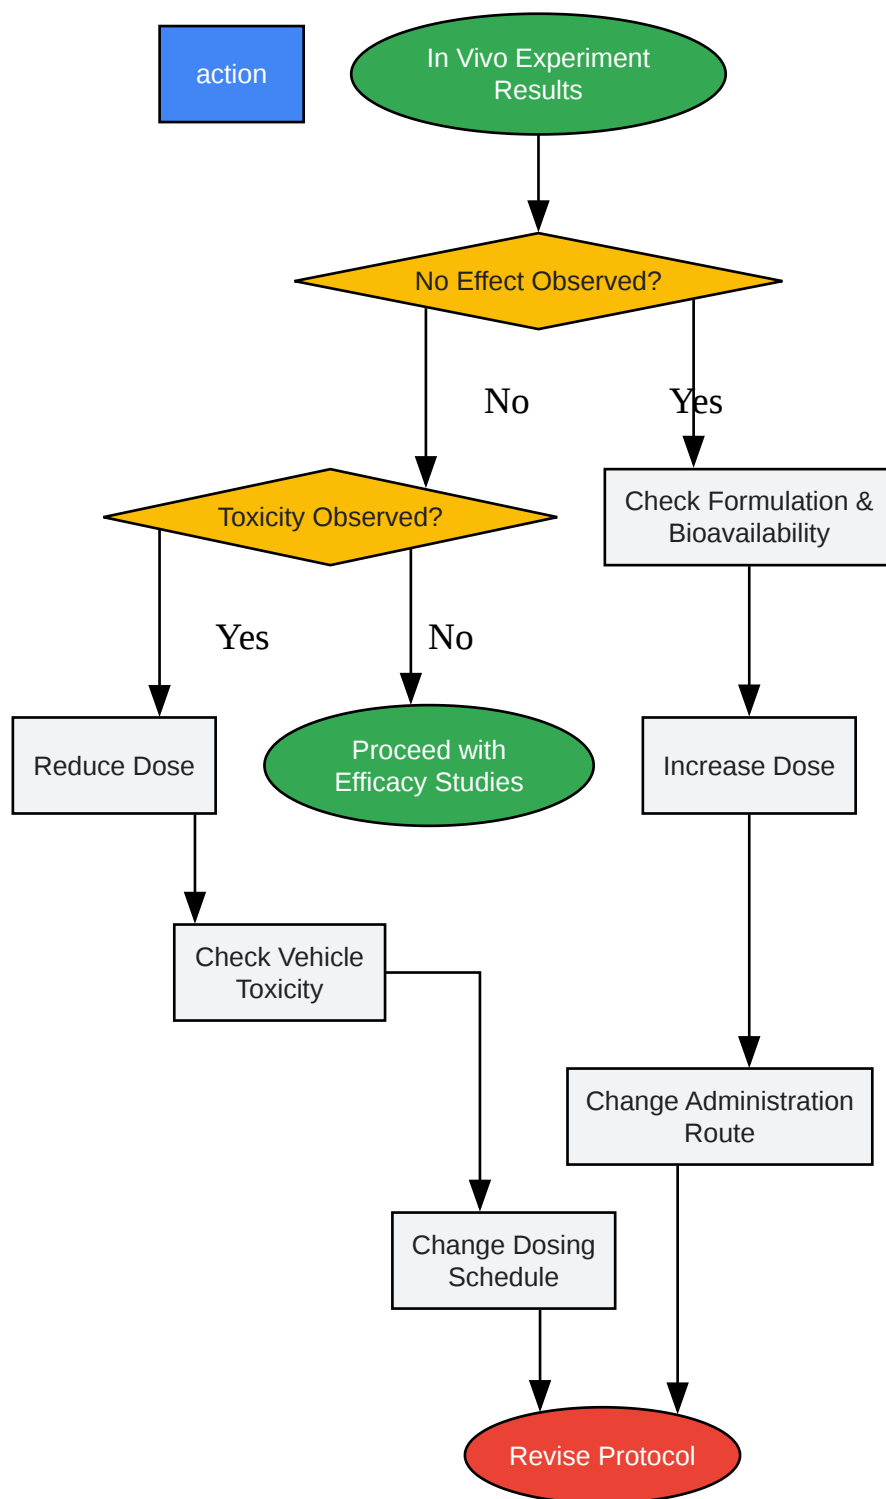 action
In Vivo Experiment
Results
No Effect Observed?
No
Yes
Toxicity Observed?
Check Formulation &
Bioavailability
Yes
No
Reduce Dose
Proceed with
Efficacy Studies
Increase Dose
Check Vehicle
Toxicity
Change Administration
Route
Change Dosing
Schedule
Revise Protocol